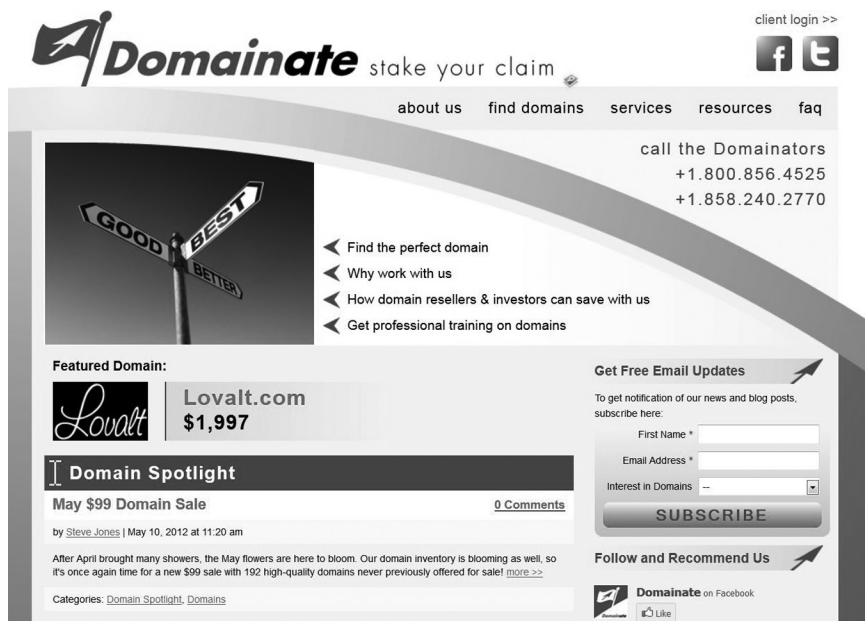 client login >>
Domainate stake your claim
about us find domains services resources faq
call the Domainators
+1.800.856.4525
+1.858.240.2770
GOOD
BEST
BETTER
Find the perfect domain
Why work with us
How domain resellers & investors can save with us
Get professional training on domains
Featured Domain:
Lovalt
Lovalt.com
$1,997
Domain Spotlight
May $99 Domain Sale 0 Comments
by Steve Jones | May 10, 2012 at 11:20 am
After April brought many showers, the May flowers are here to bloom. Our domain inventory is blooming as well, so
it's once again time for a new $99 sale with 192 high-quality domains never previously offered for sale! more >>
Categories: Domain Spotlight, Domains
Get Free Email Updates
To get notification of our news and blog posts,
subscribe here:
First Name *
Email Address *
Interest in Domains --
SUBSCRIBE
Follow and Recommend Us
Domainate
Domainate on Facebook
Like